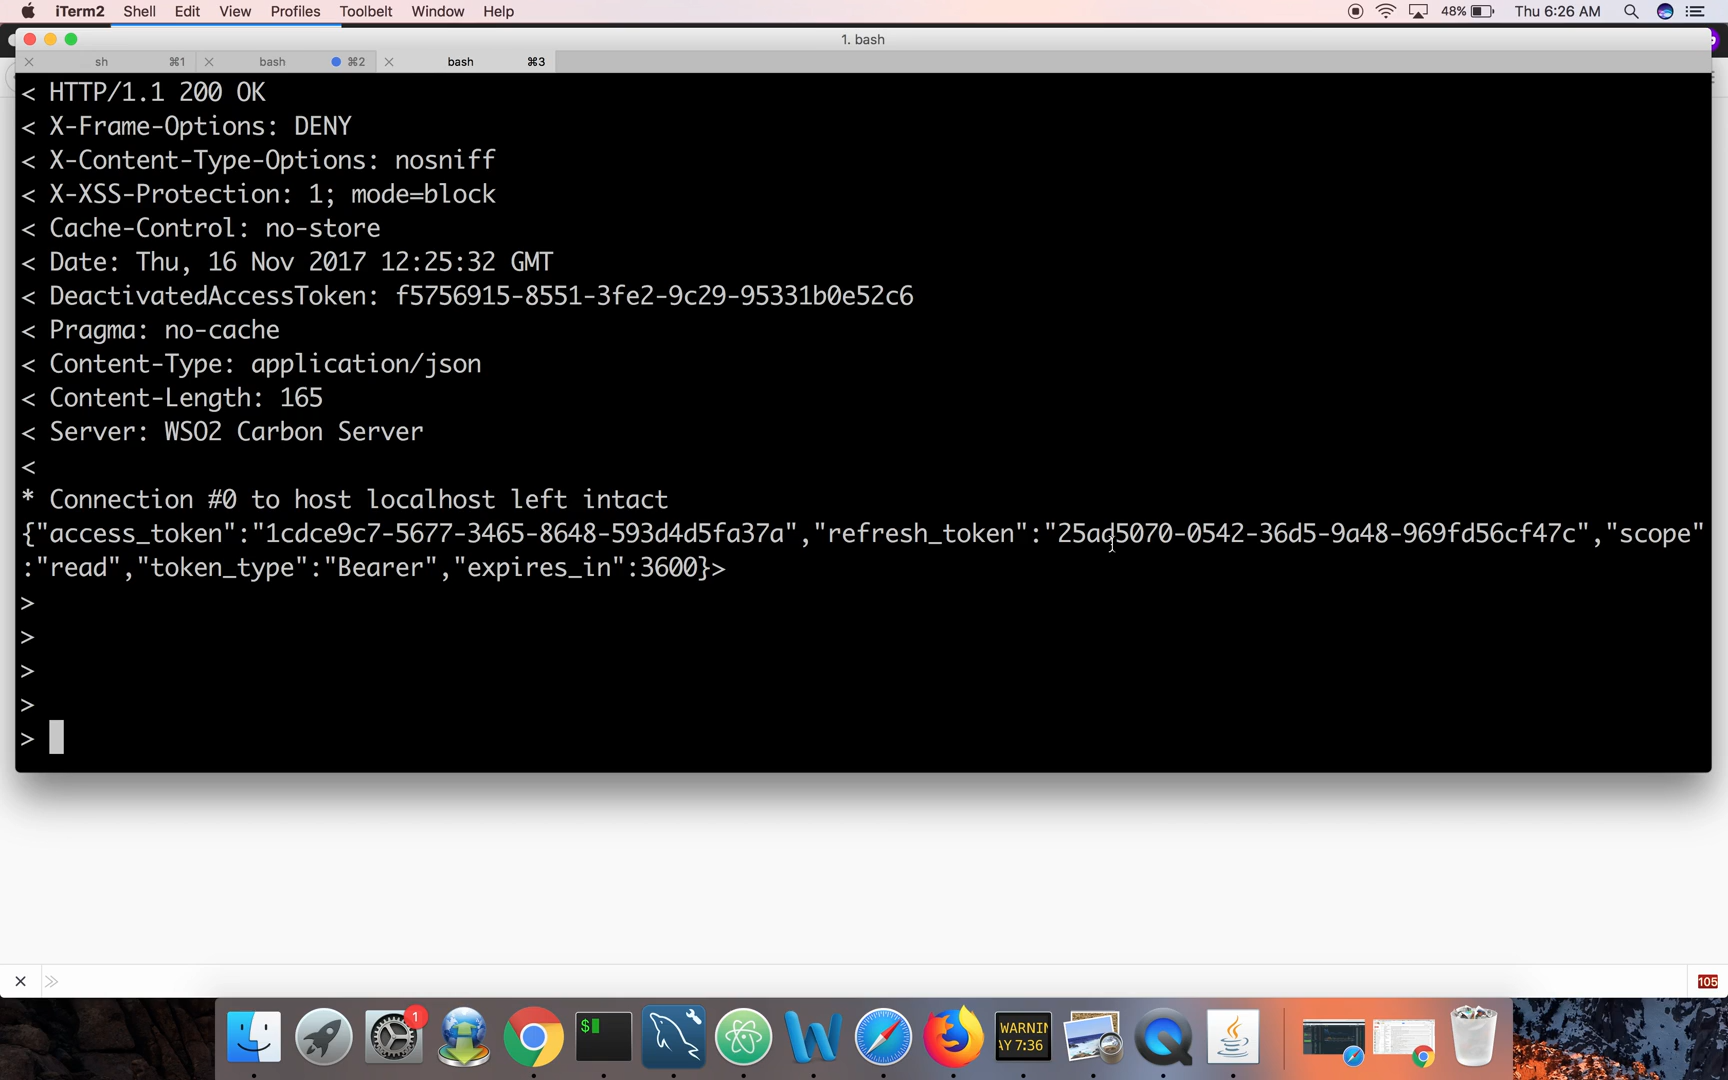 iTerm2 Shell Edit View Profiles Toolbelt Window Help 48% Thu 6:26 AM
1. bash
sh ⌘1 bash ⌘2 bash ⌘3
< HTTP/1.1 200 OK
< X-Frame-Options: DENY
< X-Content-Type-Options: nosniff
< X-XSS-Protection: 1; mode=block
< Cache-Control: no-store
< Date: Thu, 16 Nov 2017 12:25:32 GMT
< DeactivatedAccessToken: f5756915-8551-3fe2-9c29-95331b0e52c6
< Pragma: no-cache
< Content-Type: application/json
< Content-Length: 165
< Server: WSO2 Carbon Server
<
* Connection #0 to host localhost left intact
{"access_token":"1cdce9c7-5677-3465-8648-593d4d5fa37a","refresh_token":"25ad5070-0542-36d5-9a48-969fd56cf47c","scope"
:"read","token_type":"Bearer","expires_in":3600}>
>
>
>
>
>
105
1
$
WARNIN
AY 7:36